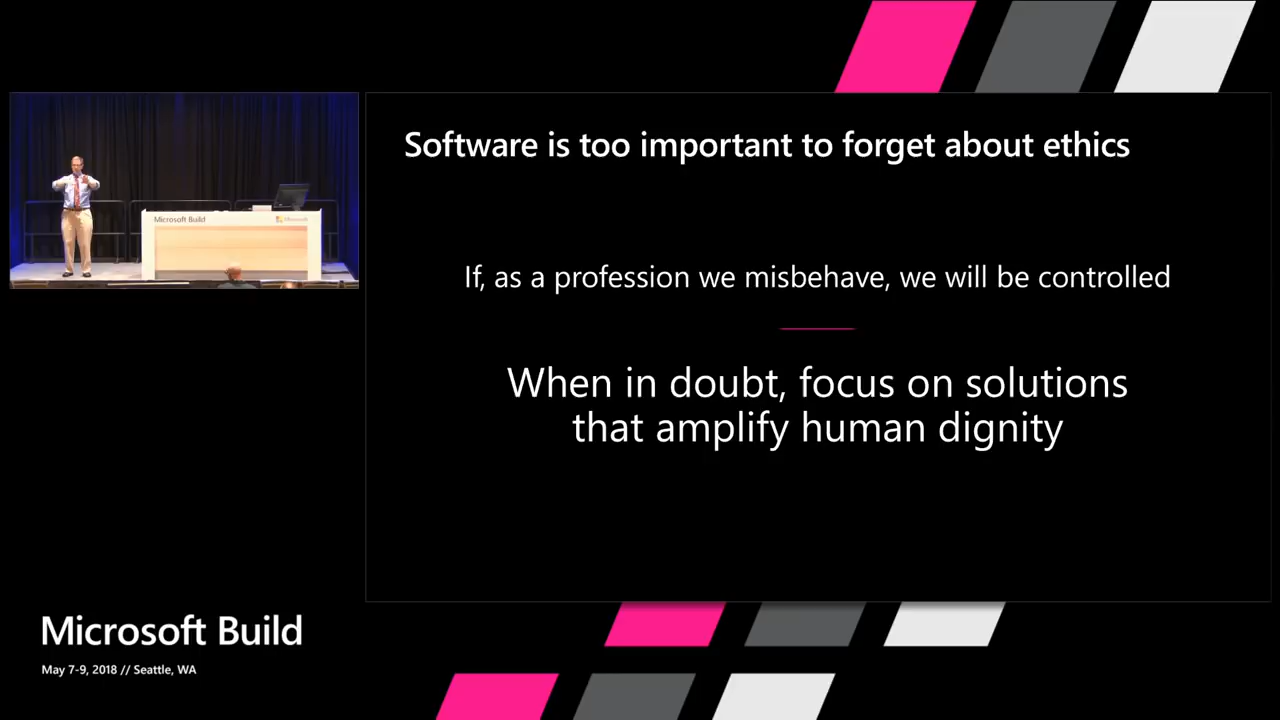 Software is too important to forget about ethics
If, as a profession we misbehave, we will be controlled
When in doubt, focus on solutions
that amplify human dignity
Microsoft Build
Microsoft
Microsoft Build
May 7-9, 2018 // Seattle, WA